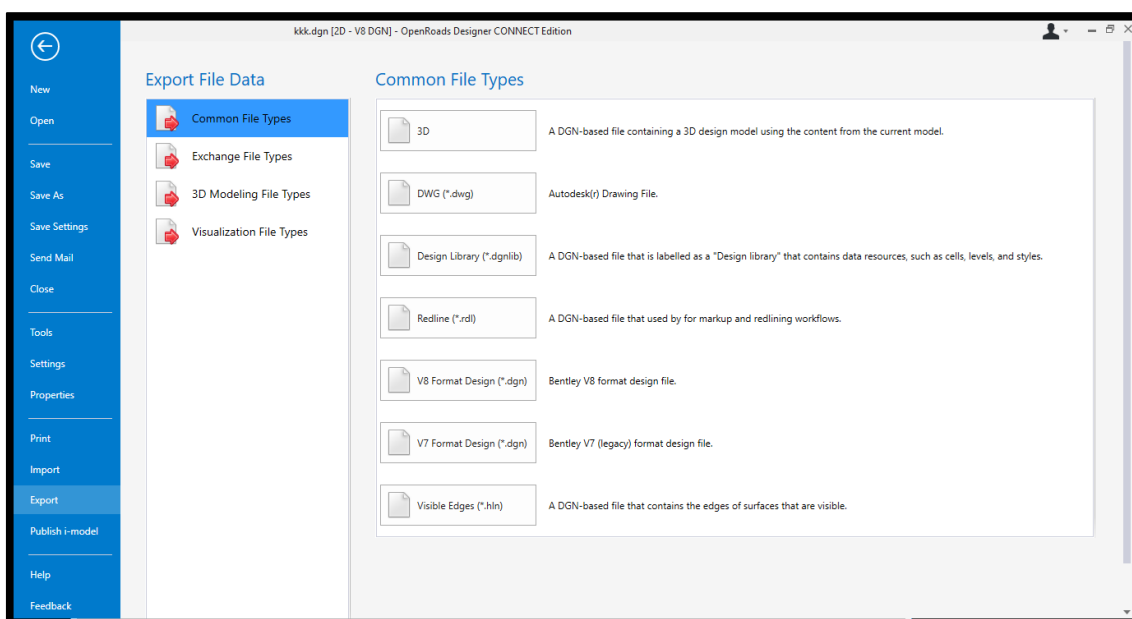 kkk.dgn [2D - V8 DGN] - OpenRoads Designer CONNECT Edition
New
Open
Save
Save As
Save Settings
Send Mail
Close
Tools
Settings
Properties
Print
Import
Export
Publish i-model
Help
Feedback
Export File Data
Common File Types
Exchange File Types
3D Modeling File Types
Visualization File Types
Common File Types
3D A DGN-based file containing a 3D design model using the content from the current model.
DWG (*.dwg) Autodesk(r) Drawing File.
Design Library (*.dgnlib) A DGN-based file that is labelled as a "Design library" that contains data resources, such as cells, levels, and styles.
Redline (*.rdl) A DGN-based file that used by for markup and redlining workflows.
V8 Format Design (*.dgn) Bentley V8 format design file.
V7 Format Design (*.dgn) Bentley V7 (legacy) format design file.
Visible Edges (*.hln) A DGN-based file that contains the edges of surfaces that are visible.